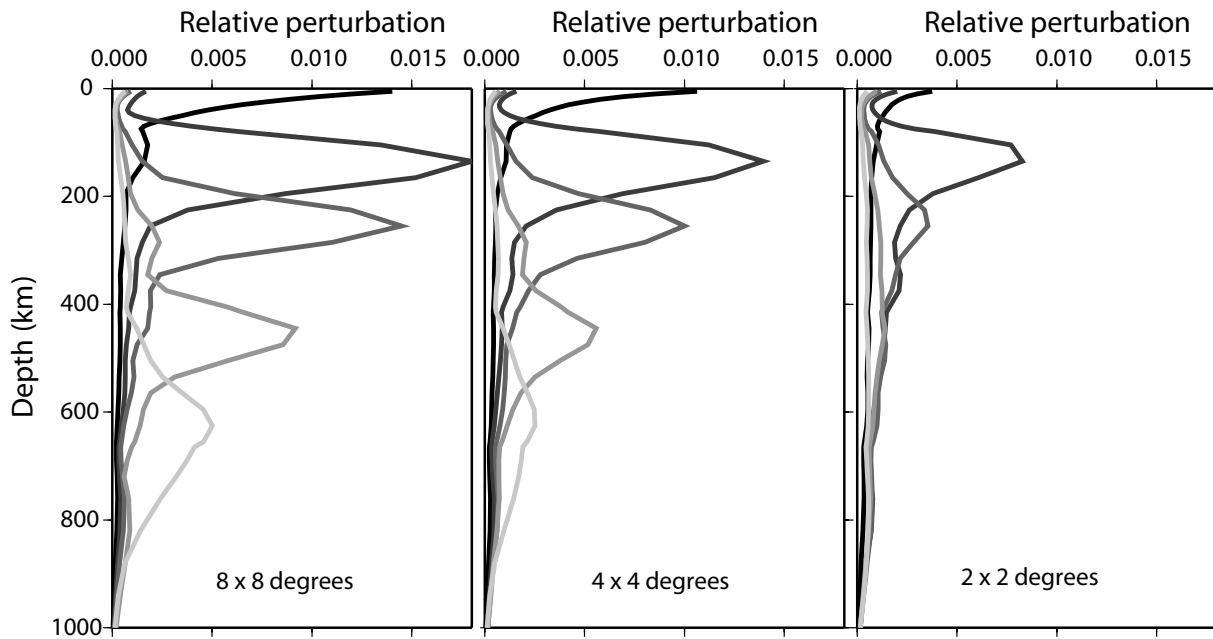 Relative perturbation Relative perturbation Relative perturbation
0.000 0.005 0.010 0.015 0.000 0.005 0.010 0.015 0.000 0.005 0.010 0.015
0
200
400
600
800
1000
Depth (km)
8 x 8 degrees 4 x 4 degrees 2 x 2 degrees